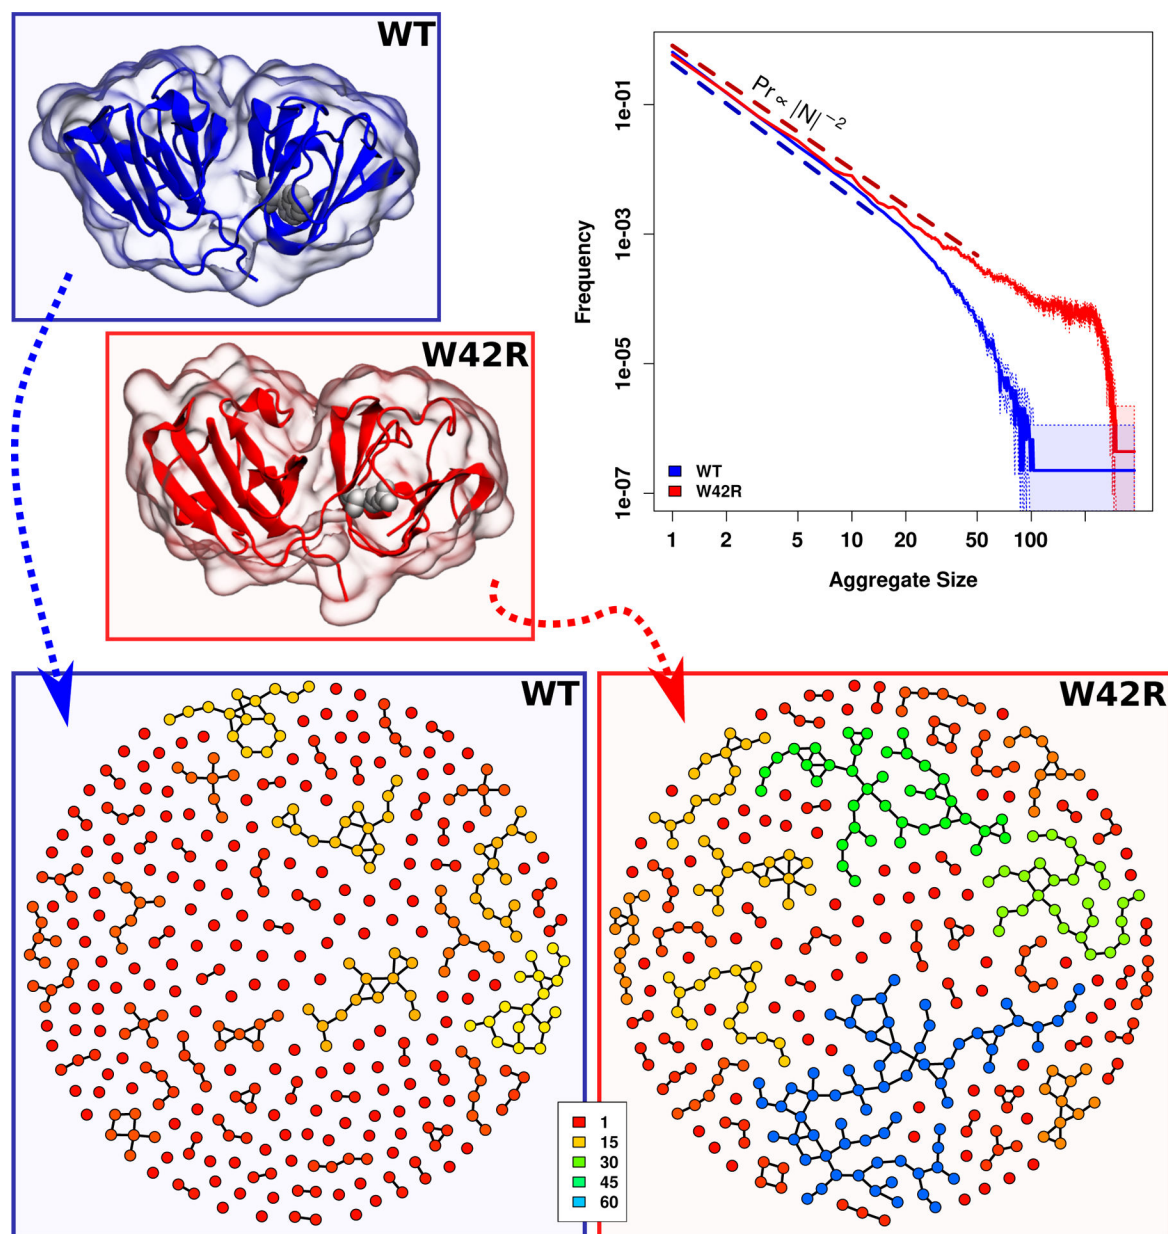 WT
W42R
Pr ∝ |N|⁻²
Frequency
1e-01
1e-03
1e-05
1e-07
WT
W42R
1
2
5
10
20
50
100
Aggregate Size
WT
W42R
1
15
30
45
60